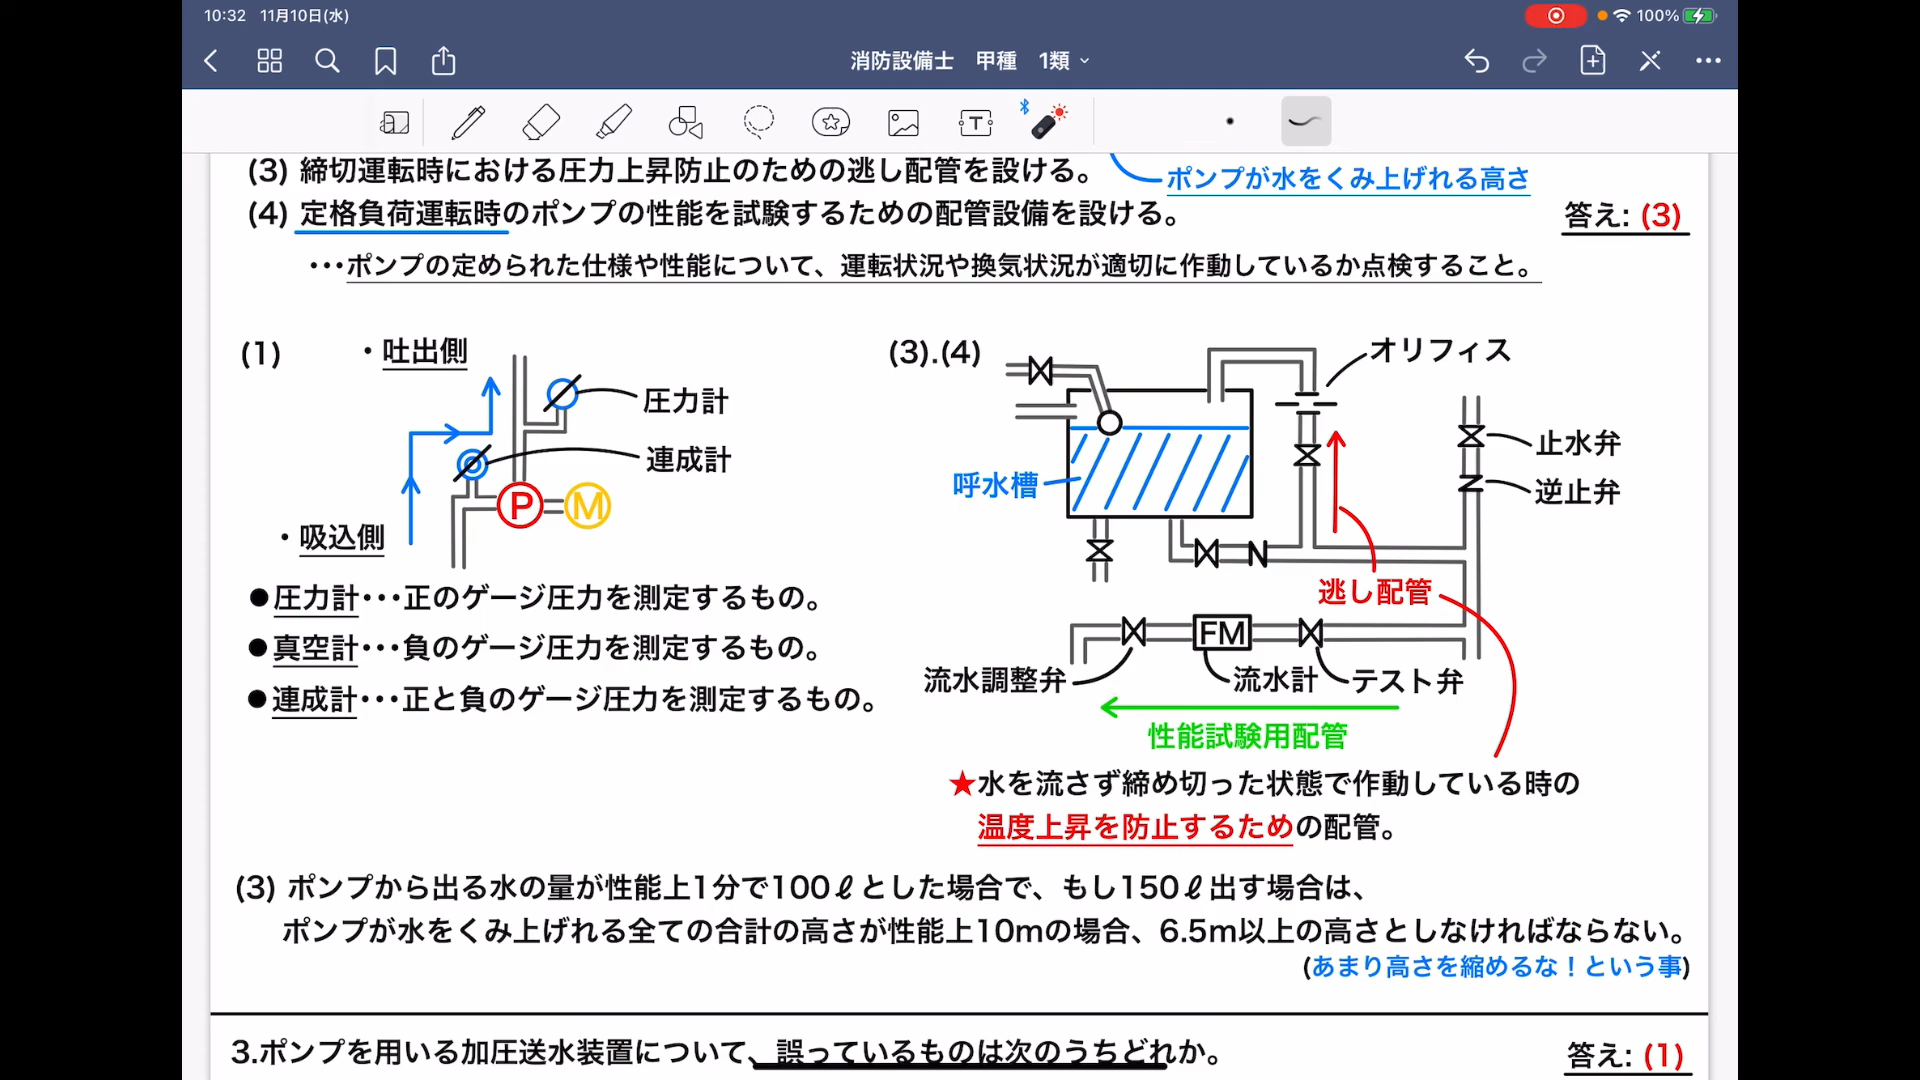 10:32 11月10日(水)
100%
消防設備士 甲種 1類
(3) 締切運転時における圧力上昇防止のための逃し配管を設ける。
ポンプが水をくみ上げれる高さ
(4) 定格負荷運転時のポンプの性能を試験するための配管設備を設ける。
答え: (3)
･･･ポンプの定められた仕様や性能について、運転状況や換気状況が適切に作動しているか点検すること。
(1)
・吐出側
圧力計
連成計
P
M
・吸込側
●圧力計･･･正のゲージ圧力を測定するもの。
●真空計･･･負のゲージ圧力を測定するもの。
●連成計･･･正と負のゲージ圧力を測定するもの。
(3).(4)
オリフィス
止水弁
呼水槽
逆止弁
逃し配管
FM
流水調整弁
流水計
テスト弁
性能試験用配管
★水を流さず締め切った状態で作動している時の
温度上昇を防止するための配管。
(3) ポンプから出る水の量が性能上1分で100ℓとした場合で、もし150ℓ出す場合は、
ポンプが水をくみ上げれる全ての合計の高さが性能上10mの場合、6.5m以上の高さとしなければならない。
(あまり高さを縮めるな！という事)
3.ポンプを用いる加圧送水装置について、誤っているものは次のうちどれか。
答え: (1)